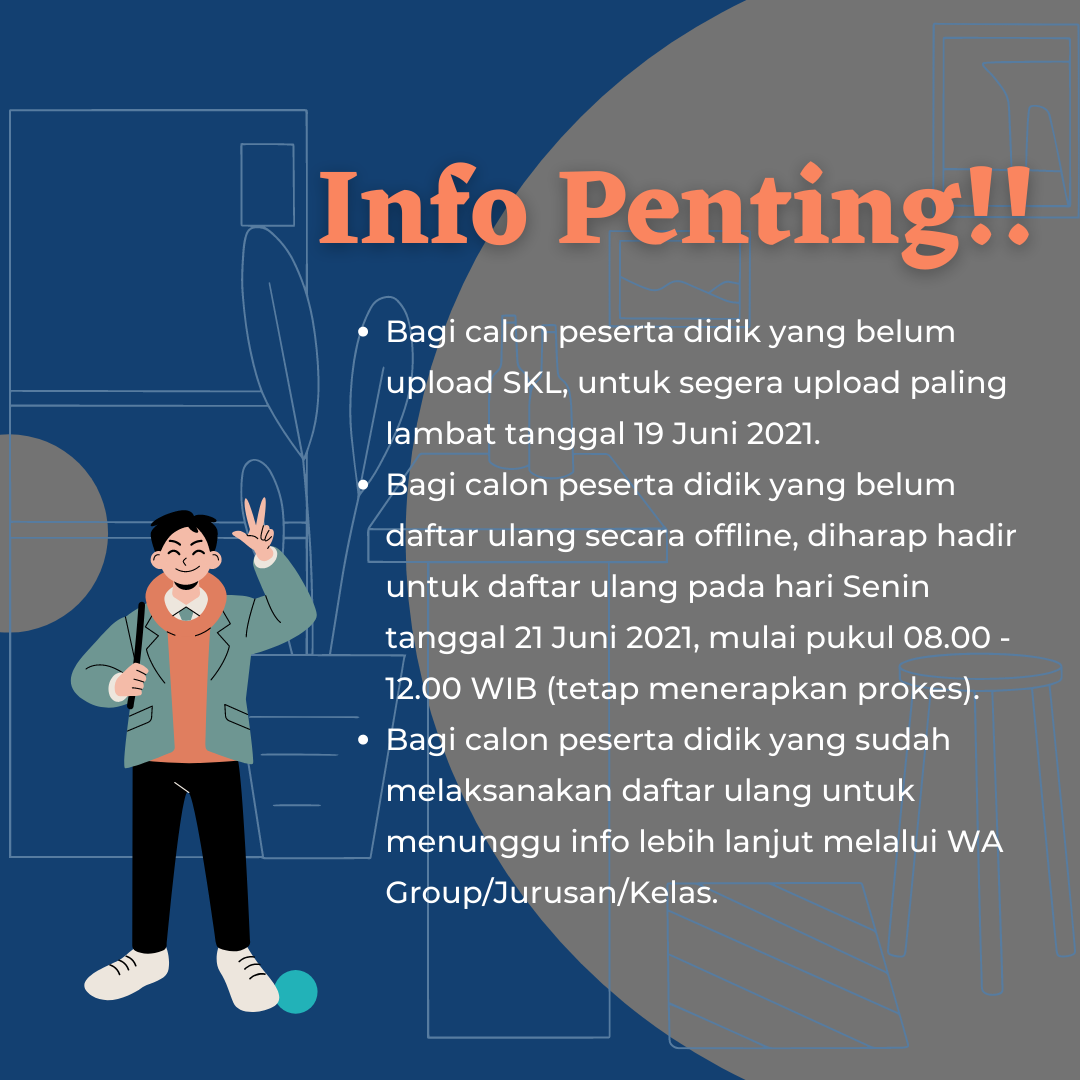 Info Penting!!
• Bagi calon peserta didik yang belum
upload SKL, untuk segera upload paling
lambat tanggal 19 Juni 2021.
• Bagi calon peserta didik yang belum
daftar ulang secara offline, diharap hadir
untuk daftar ulang pada hari Senin
tanggal 21 Juni 2021, mulai pukul 08.00 -
12.00 WIB (tetap menerapkan prokes).
• Bagi calon peserta didik yang sudah
melaksanakan daftar ulang untuk
menunggu info lebih lanjut melalui WA
Group/Jurusan/Kelas.